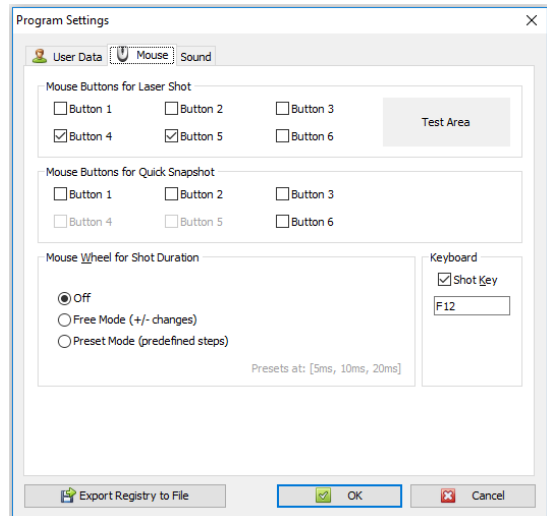 Program Settings
User Data Mouse Sound
Mouse Buttons for Laser Shot
Button 1 Button 2 Button 3
Button 4 Button 5 Button 6
Test Area
Mouse Buttons for Quick Snapshot
Button 1 Button 2 Button 3
Button 4 Button 5 Button 6
Mouse Wheel for Shot Duration
Off
Free Mode (+/- changes)
Preset Mode (predefined steps)
Presets at: [5ms, 10ms, 20ms]
Keyboard
Shot Key
F12
Export Registry to File OK Cancel